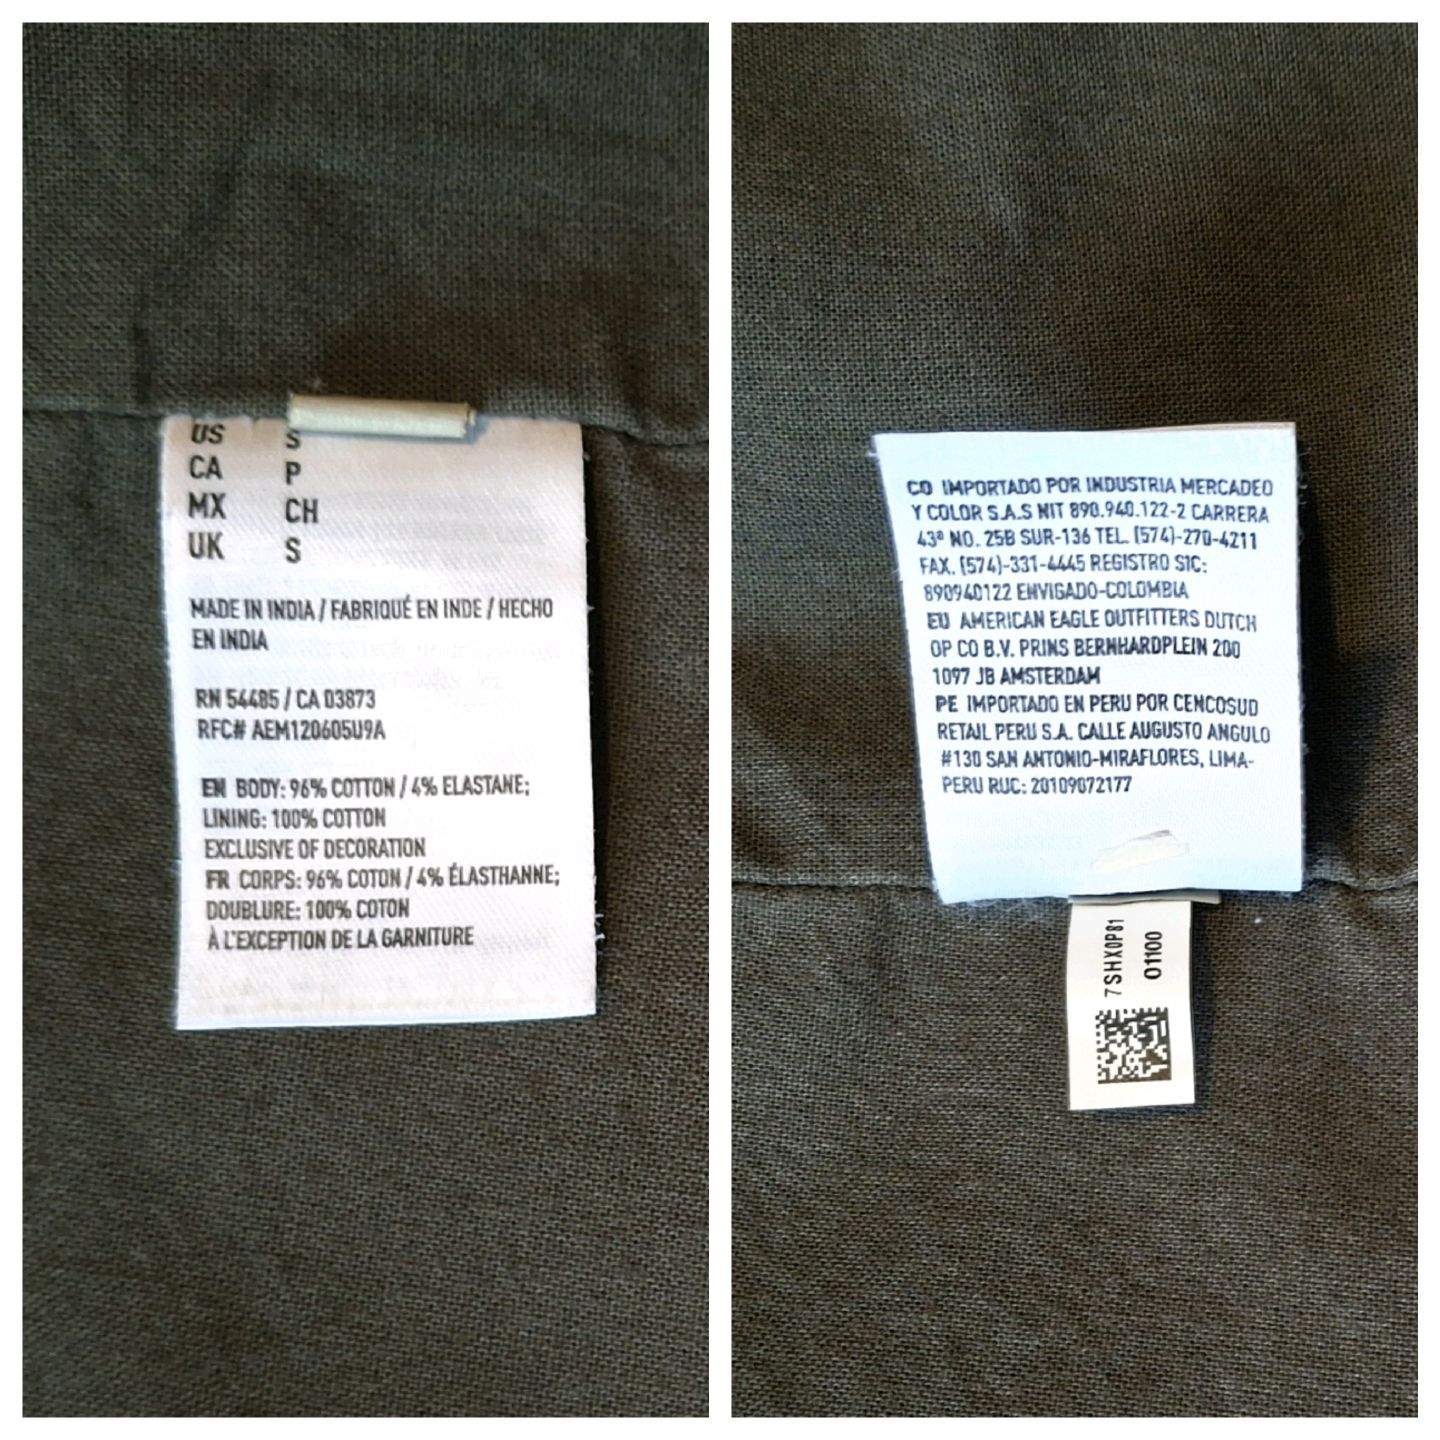 US S
CA P
MX CH
UK S
MADE IN INDIA / FABRIQUÉ EN INDE / HECHO
EN INDIA
RN 54485 / CA 03873
RFC# AEM120605U9A
EN BODY: 96% COTTON / 4% ELASTANE;
LINING: 100% COTTON
EXCLUSIVE OF DECORATION
FR CORPS: 96% COTON / 4% ÉLASTHANNE;
DOUBLURE: 100% COTON
À L'EXCEPTION DE LA GARNITURE
CO IMPORTADO POR INDUSTRIA MERCADEO
Y COLOR S.A.S NIT 890.940.122-2 CARRERA
43ª NO. 25B SUR-136 TEL. (574)-270-4211
FAX. (574)-331-4445 REGISTRO SIC:
890940122 ENVIGADO-COLOMBIA
EU AMERICAN EAGLE OUTFITTERS DUTCH
OP CO B.V. PRINS BERNHARDPLEIN 200
1097 JB AMSTERDAM
PE IMPORTADO EN PERU POR CENCOSUD
RETAIL PERU S.A. CALLE AUGUSTO ANGULO
#130 SAN ANTONIO-MIRAFLORES, LIMA-
PERU RUC: 20109072177
7SHX0P81
01100